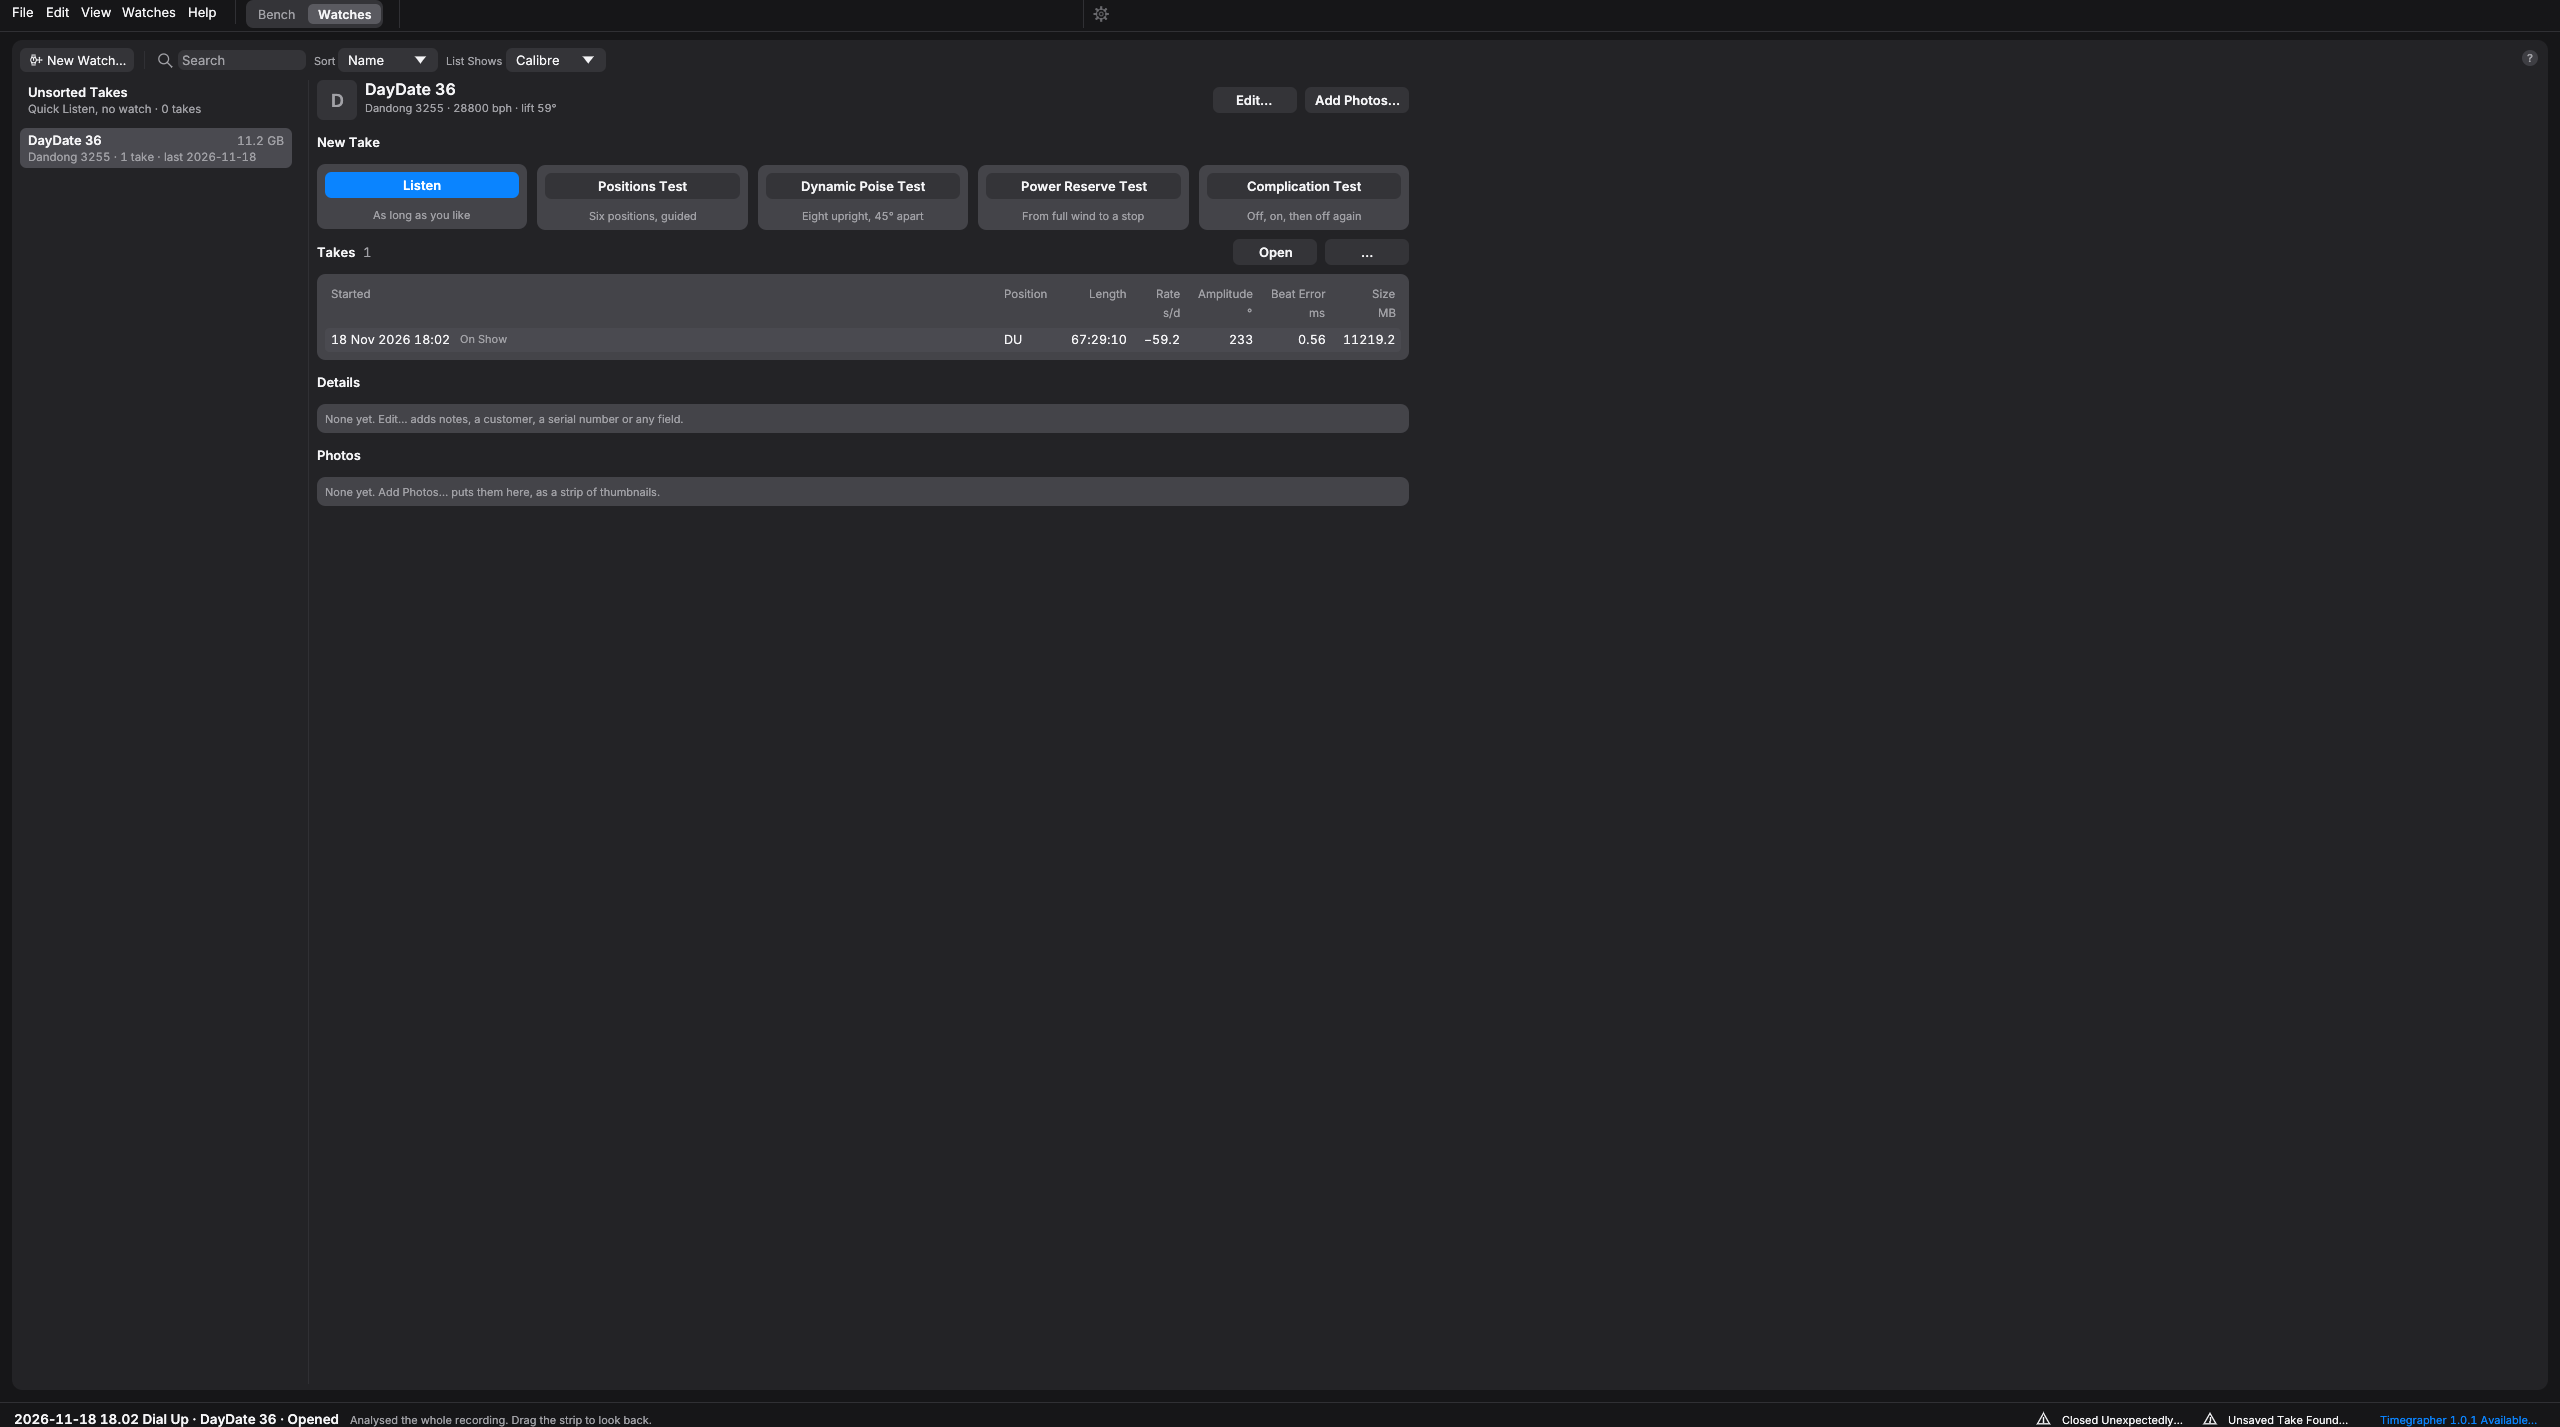 File Edit View Watches Help Bench Watches
New Watch... Search Sort Name List Shows Calibre ?
Unsorted Takes
Quick Listen, no watch · 0 takes
DayDate 36 11.2 GB
Dandong 3255 · 1 take · last 2026-11-18
D
DayDate 36
Dandong 3255 · 28800 bph · lift 59°
Edit... Add Photos...
New Take
Listen
As long as you like
Positions Test
Six positions, guided
Dynamic Poise Test
Eight upright, 45° apart
Power Reserve Test
From full wind to a stop
Complication Test
Off, on, then off again
Takes 1 Open ...
Started Position Length Rate Amplitude Beat Error Size
s/d ° ms MB
18 Nov 2026 18:02 On Show DU 67:29:10 −59.2 233 0.56 11219.2
Details
None yet. Edit... adds notes, a customer, a serial number or any field.
Photos
None yet. Add Photos... puts them here, as a strip of thumbnails.
2026-11-18 18.02 Dial Up · DayDate 36 · Opened Analysed the whole recording. Drag the strip to look back. Closed Unexpectedly... Unsaved Take Found... Timegrapher 1.0.1 Available...